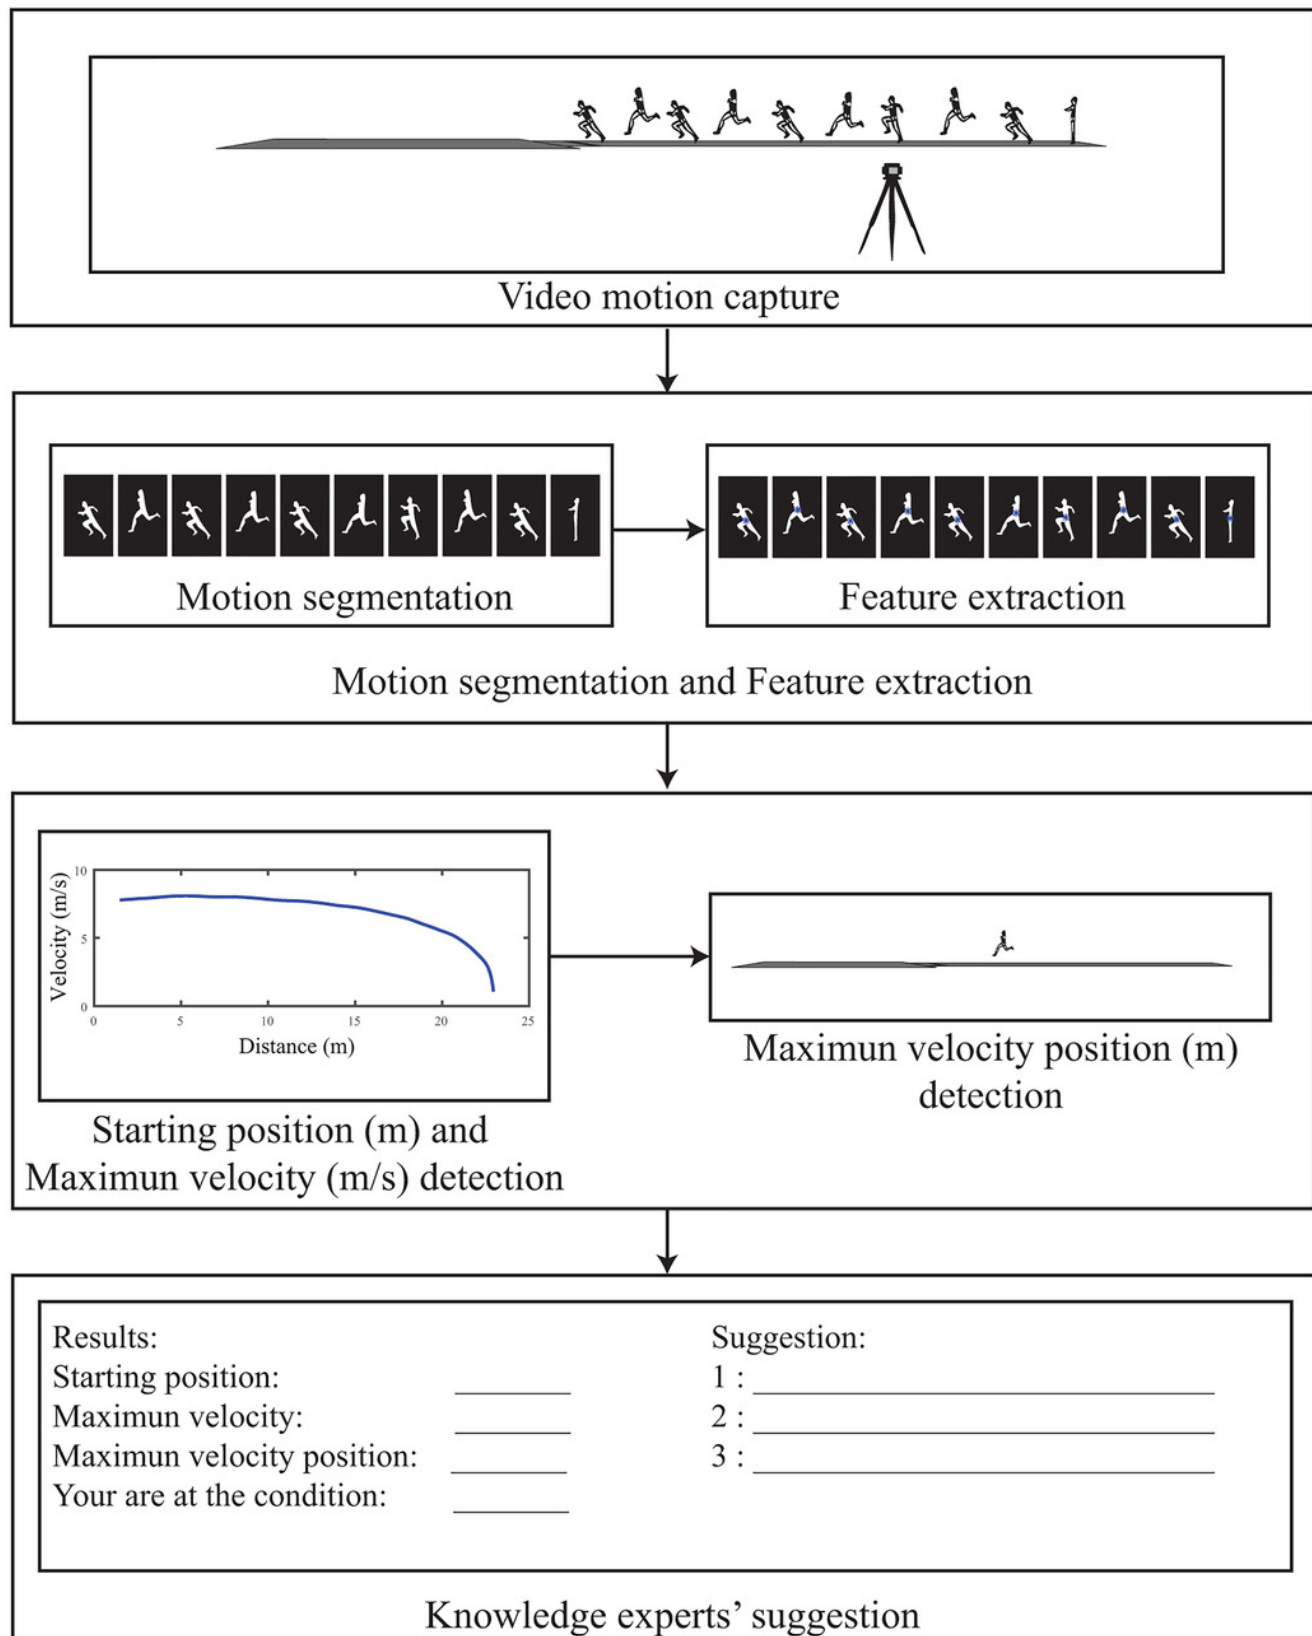 Video motion capture
Motion segmentation
Feature extraction
Motion segmentation and Feature extraction
Velocity (m/s)
10
5
0
0 5 10 15 20 25
Distance (m)
Starting position (m) and
Maximun velocity (m/s) detection
Maximun velocity position (m)
detection
Results:
Starting position:
Maximun velocity:
Maximun velocity position:
Your are at the condition:
Suggestion:
1 :
2 :
3 :
Knowledge experts’ suggestion